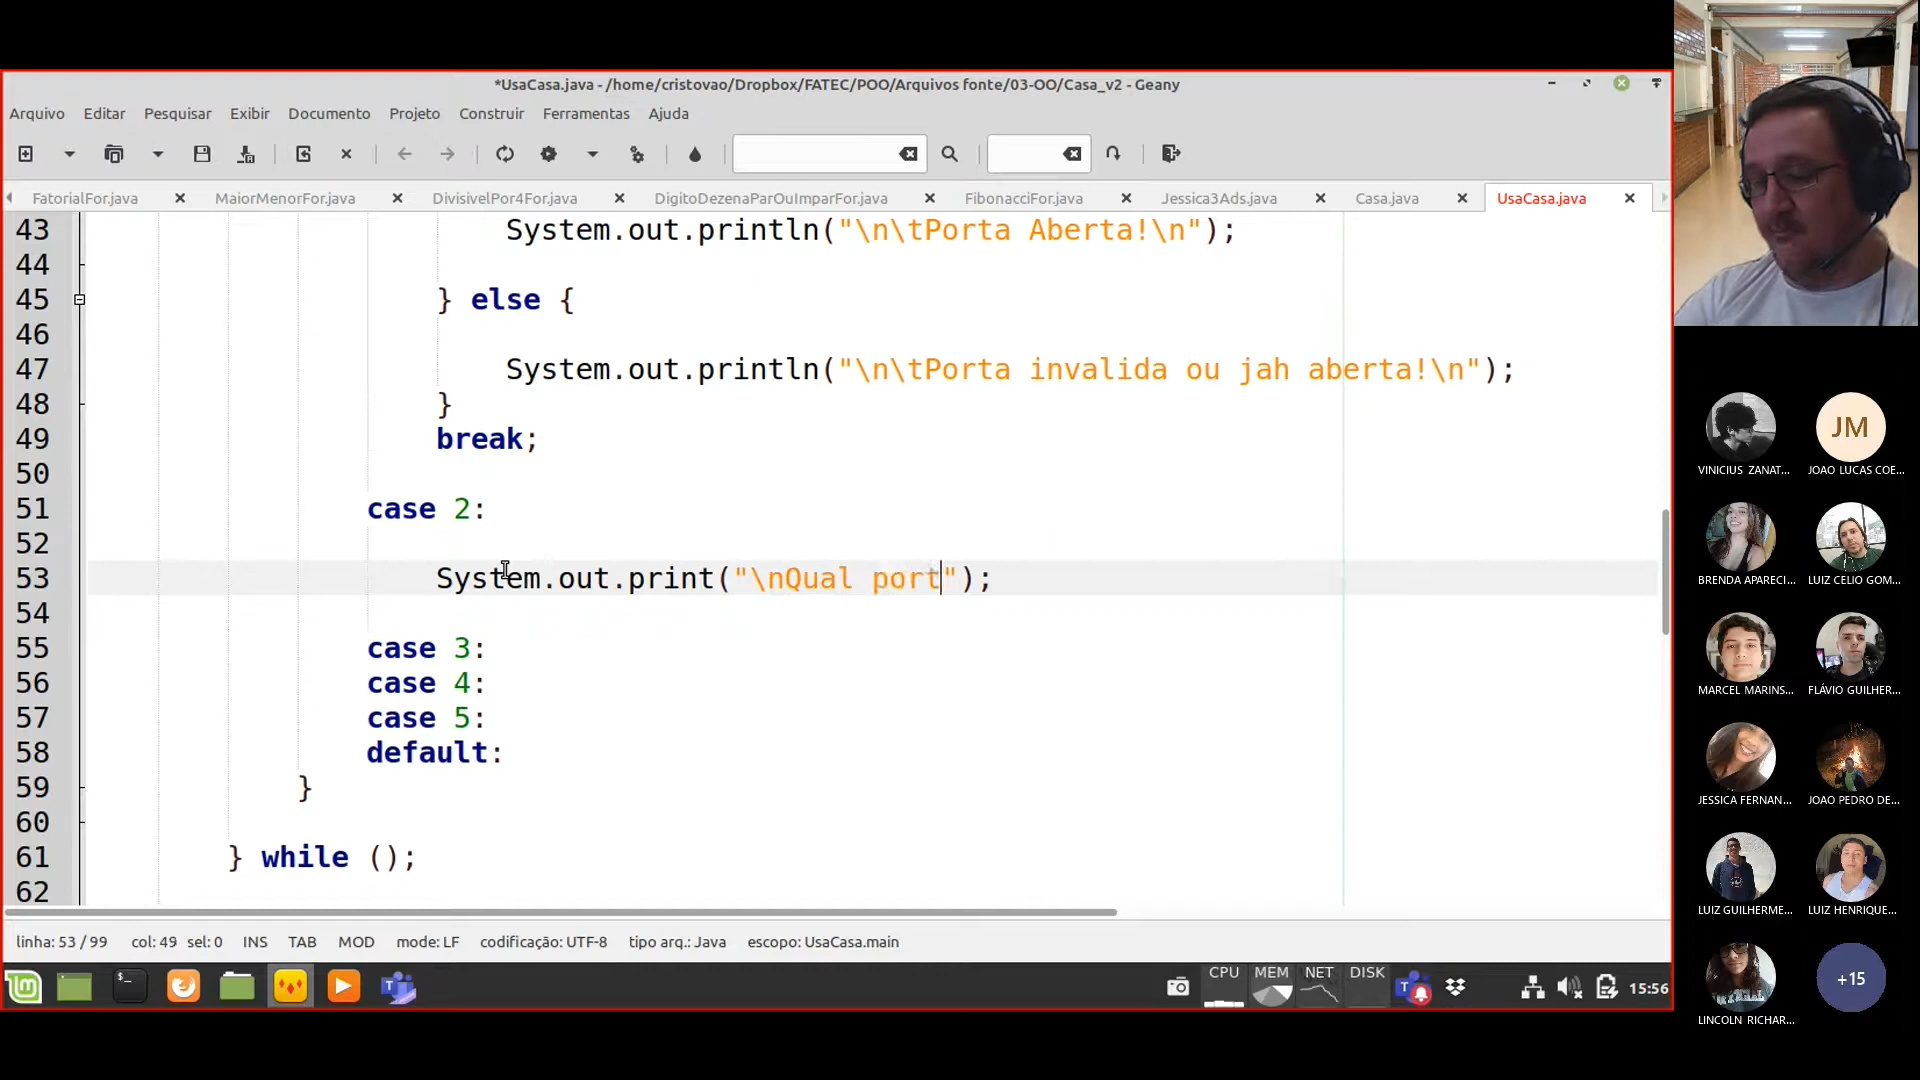 *UsaCasa.java - /home/cristovao/Dropbox/FATEC/POO/Arquivos fonte/03-OO/Casa_v2 - Geany
Arquivo Editar Pesquisar Exibir Documento Projeto Construir Ferramentas Ajuda
FatorialFor.java MaiorMenorFor.java DivisivelPor4For.java DigitoDezenaParOuImparFor.java FibonacciFor.java Jessica3Ads.java Casa.java UsaCasa.java
43 System.out.println("\n\tPorta Aberta!\n");
44
45 } else {
46
47 System.out.println("\n\tPorta invalida ou jah aberta!\n");
48 }
49 break;
50
51 case 2:
52
53 System.out.print("\nQual port");
54
55 case 3:
56 case 4:
57 case 5:
58 default:
59 }
60
61 } while ();
62
linha: 53 / 99 col: 49 sel: 0 INS TAB MOD mode: LF codificação: UTF-8 tipo arq.: Java escopo: UsaCasa.main
CPU MEM NET DISK 15:56
JM
VINICIUS ZANAT... JOAO LUCAS COE...
BRENDA APARECI... LUIZ CELIO GOM...
MARCEL MARINS... FLÁVIO GUILHER...
JESSICA FERNAN... JOAO PEDRO DE...
LUIZ GUILHERME... LUIZ HENRIQUE...
+15
LINCOLN RICHAR...